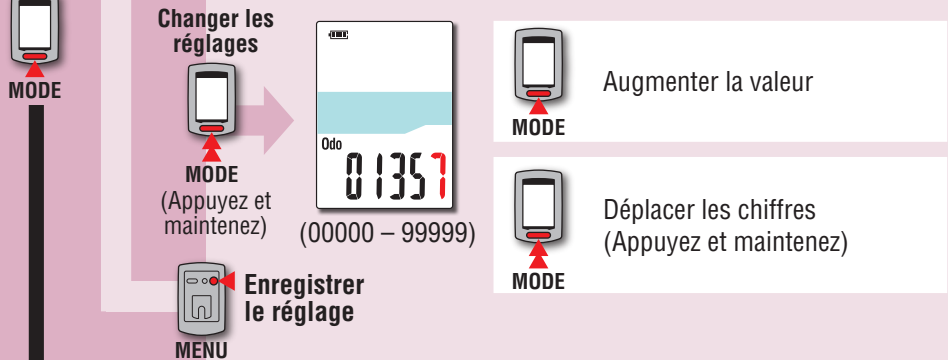 MODE
Changer les
réglages
MODE
(Appuyez et
maintenez)
Odo
01357
(00000 – 99999)
MODE
Augmenter la valeur
MODE
Déplacer les chiffres
(Appuyez et maintenez)
Enregistrer
le réglage
MENU